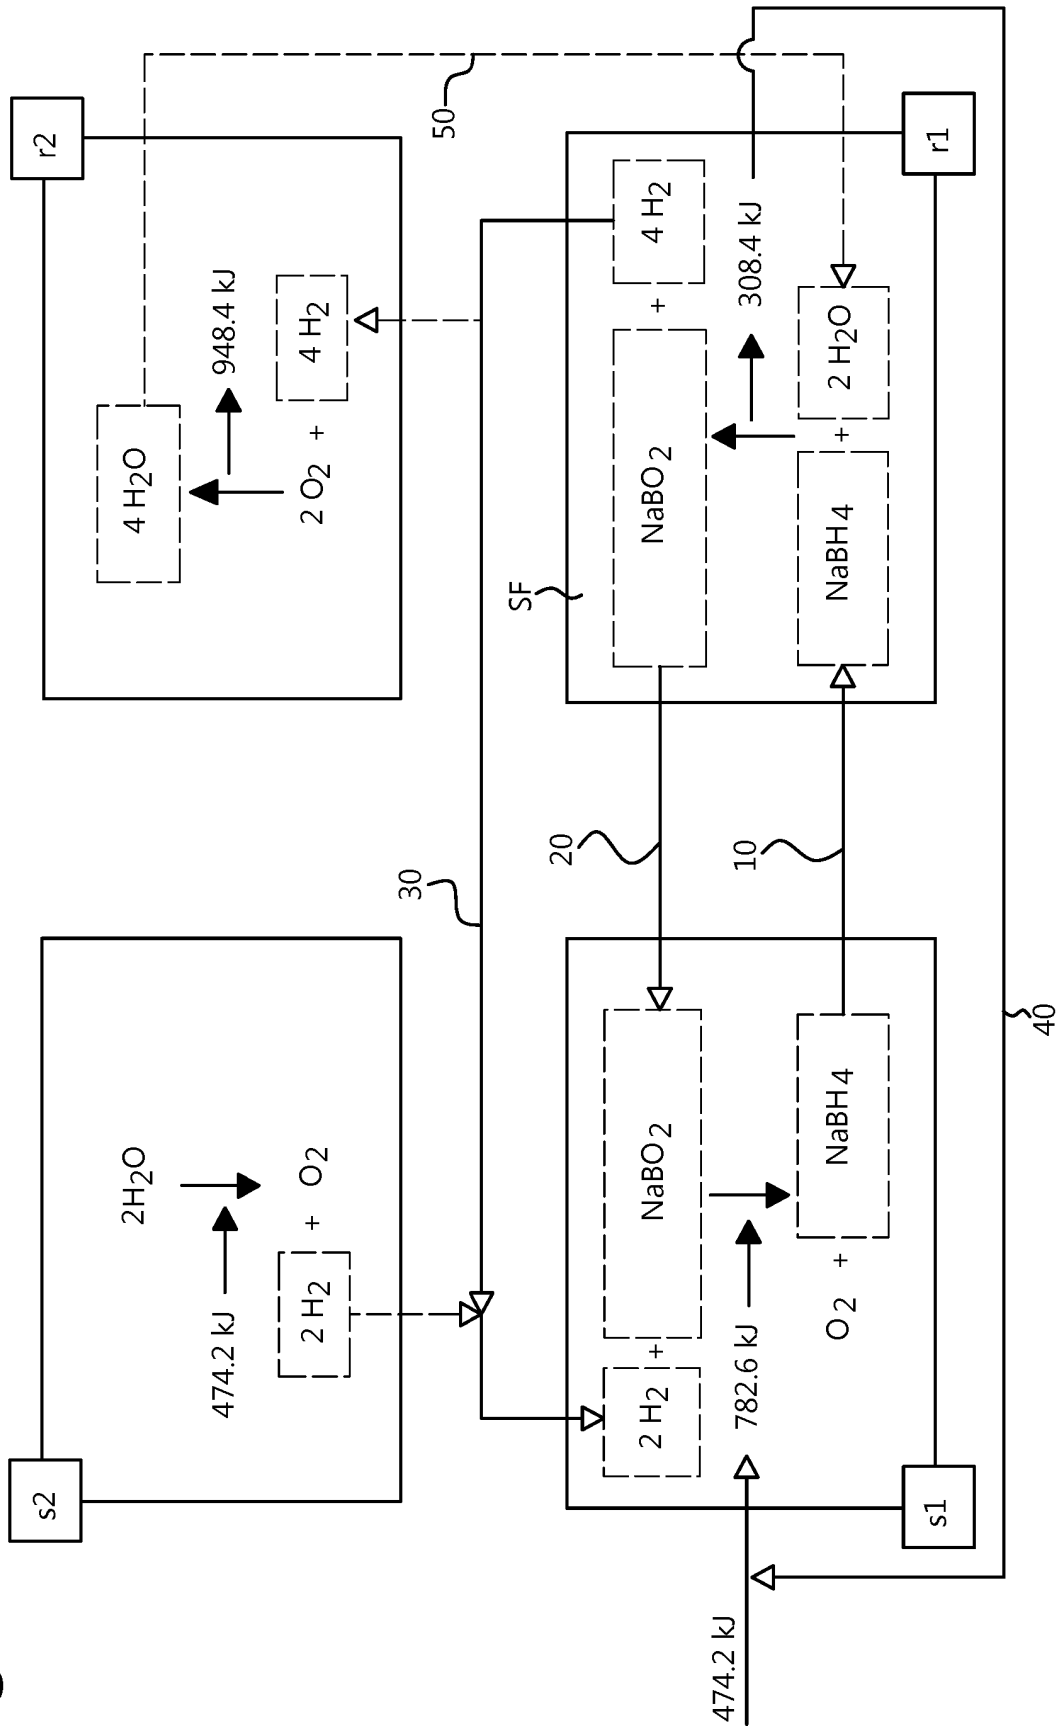 s2
2H2O
474.2 kJ
2 H2
+
O2
r2
4 H2O
948.4 kJ
2 O2
+
4 H2
30
50
s1
2 H2
+
NaBO2
474.2 kJ
782.6 kJ
O2
+
NaBH4
20
10
SF
NaBO2
+
4 H2
308.4 kJ
NaBH4
+
2 H2O
r1
40